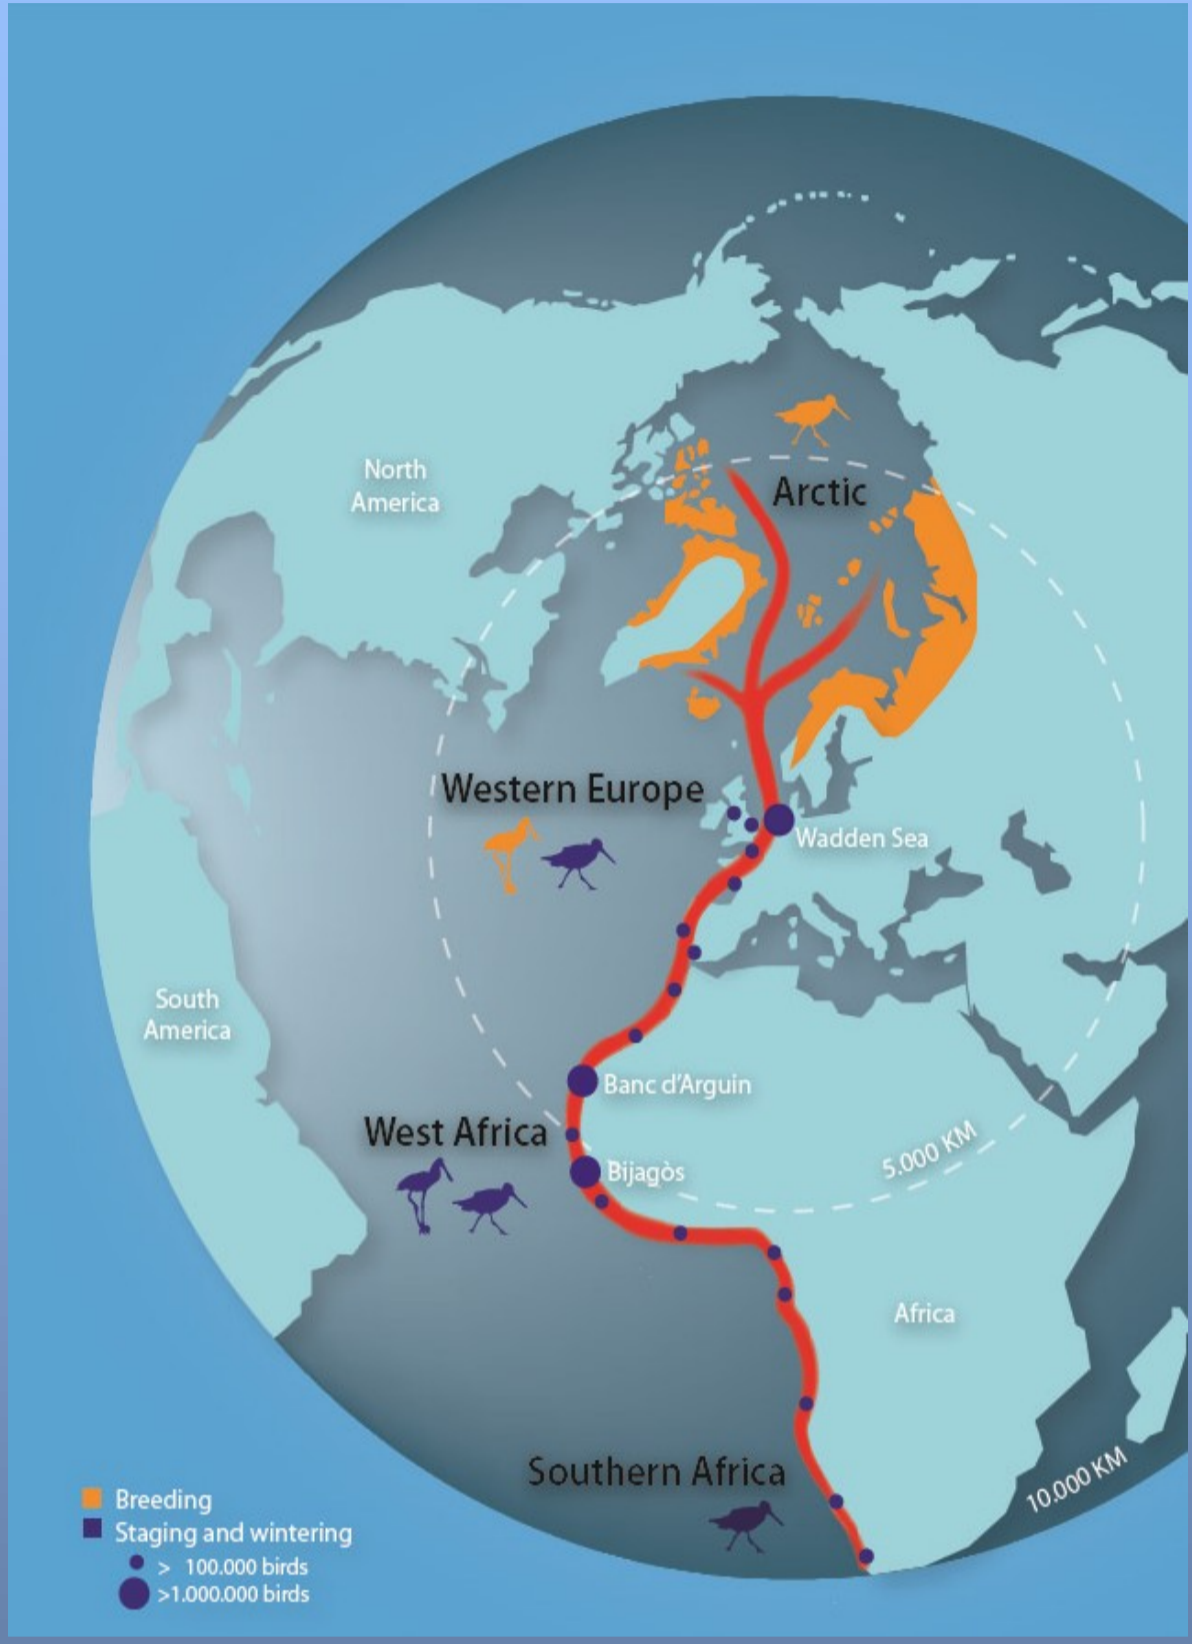 Arctic
North
America
Western Europe
Wadden Sea
South
America
Banc d'Arguin
West Africa
5.000 KM
Bijagòs
Africa
Southern Africa
10.000 KM
Breeding
Staging and wintering
> 100.000 birds
>1.000.000 birds